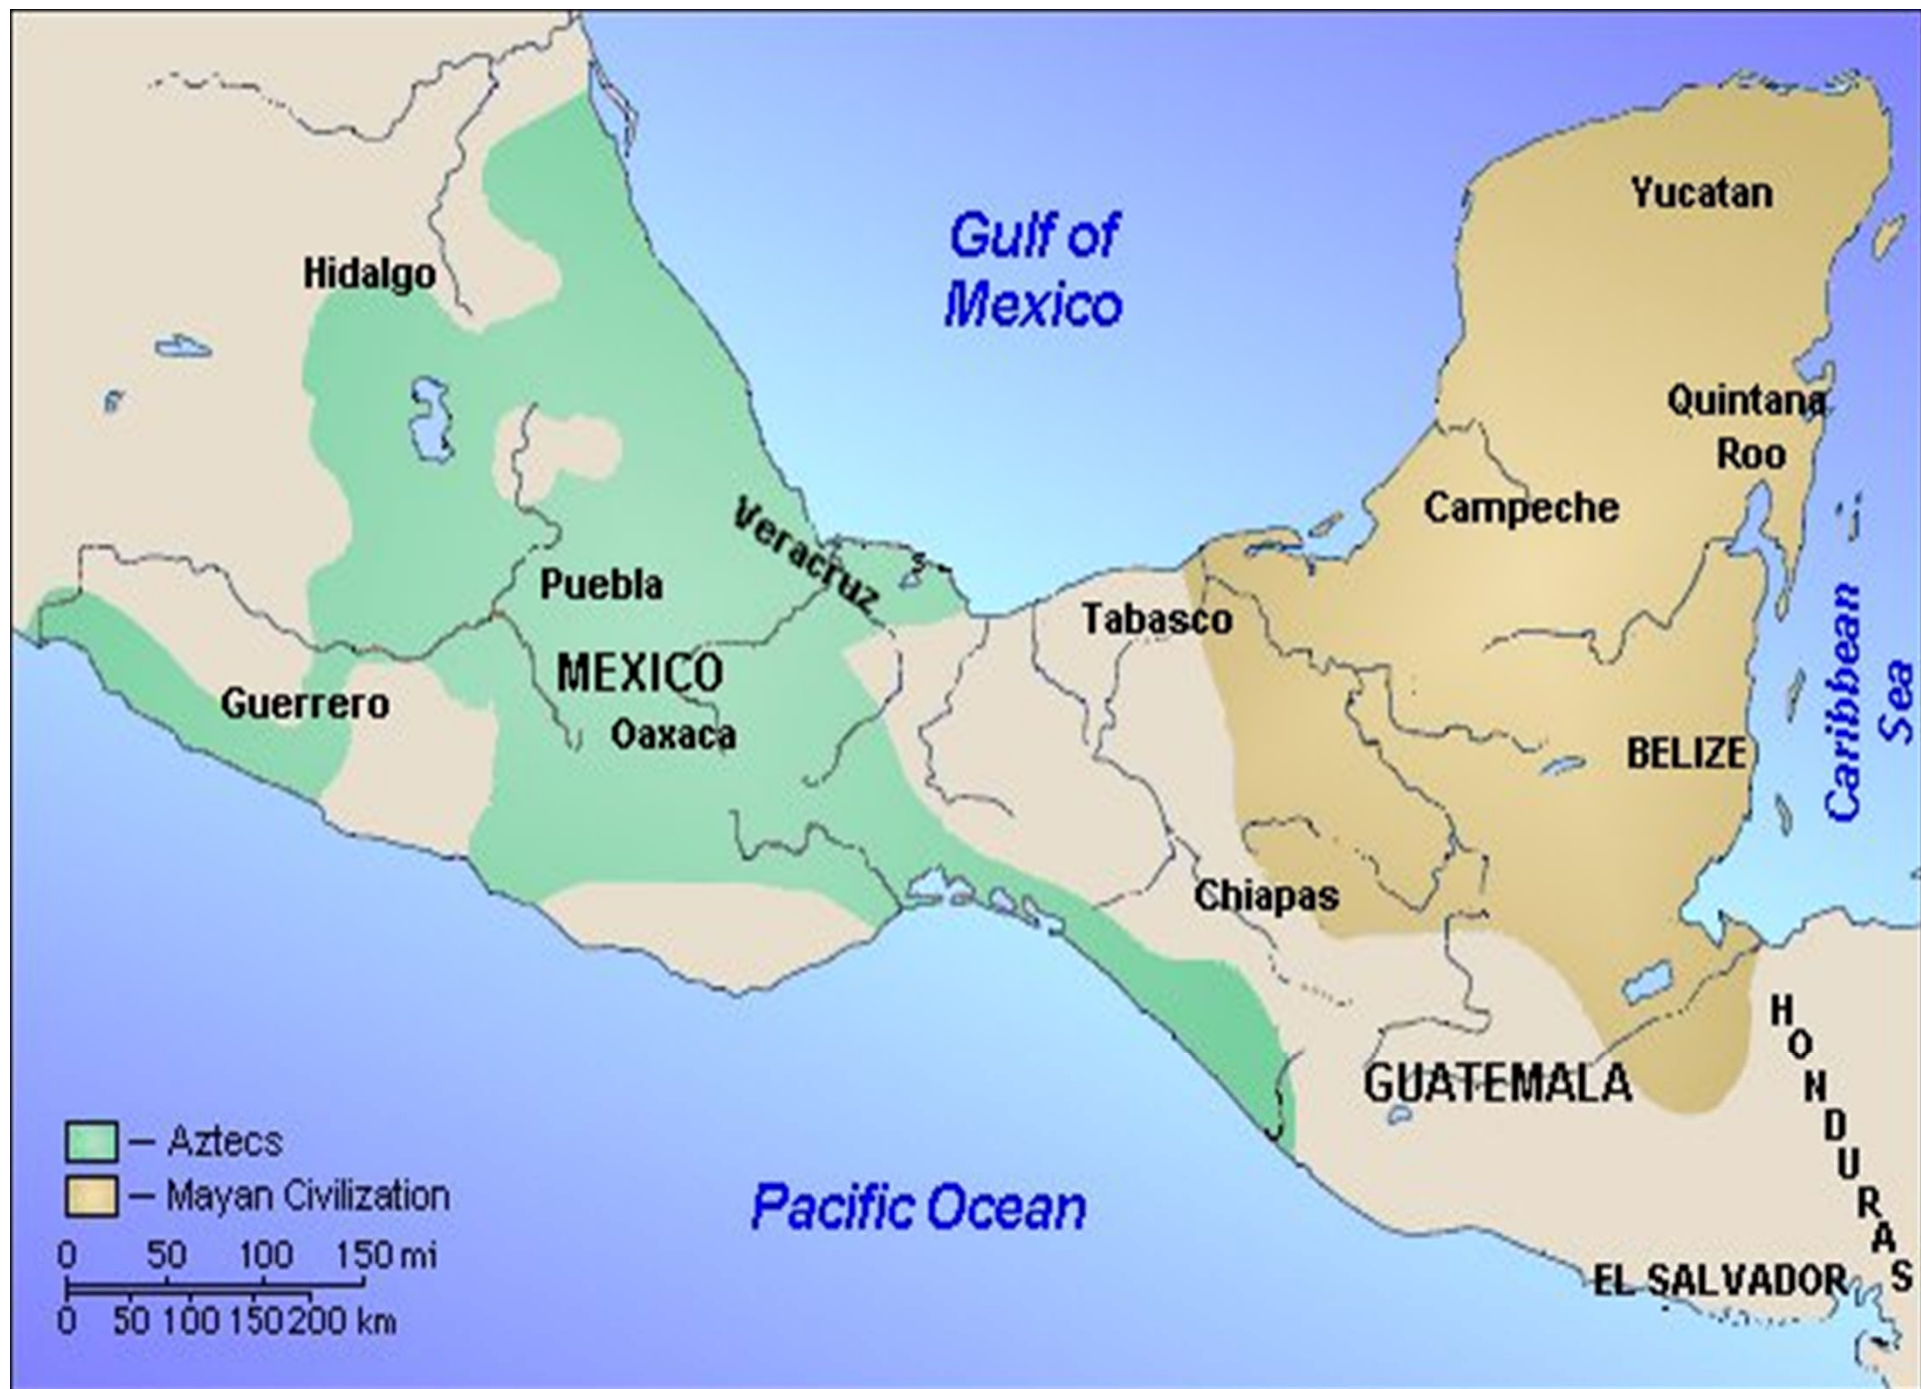 Yucatan
Gulf of
Mexico
Hidalgo
Quintana
Roo
Campeche
Veracruz
Puebla
Tabasco
MEXICO
Guerrero
Oaxaca
BELIZE
Caribbean
Sea
Chiapas
HONDURAS
GUATEMALA
— Aztecs
— Mayan Civilization
Pacific Ocean
0 50 100 150 mi
EL SALVADOR
0 50 100 150 200 km